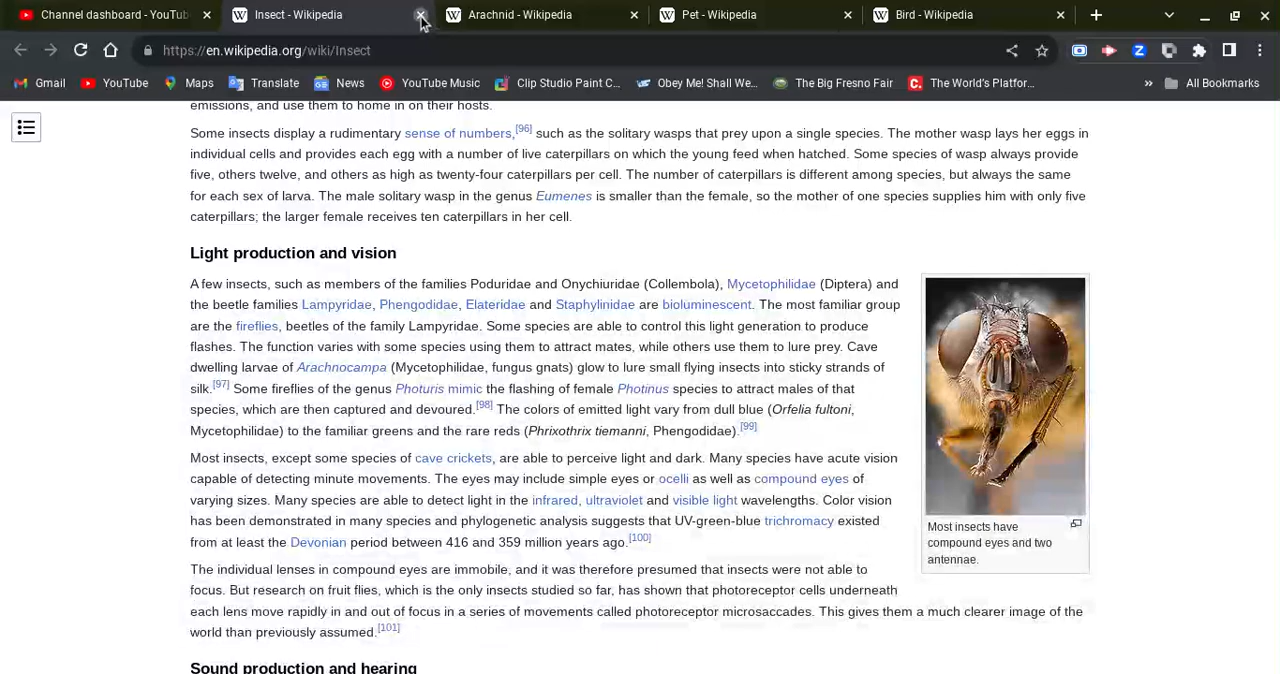 Channel dashboard - YouTub
Insect - Wikipedia
Arachnid - Wikipedia
Pet - Wikipedia
Bird - Wikipedia
https://en.wikipedia.org/wiki/Insect
Gmail YouTube Maps Translate News YouTube Music Clip Studio Paint C... Obey Me! Shall We... The Big Fresno Fair The World's Platfor... » All Bookmarks
emissions, and use them to home in on their hosts.
Some insects display a rudimentary sense of numbers,[96] such as the solitary wasps that prey upon a single species. The mother wasp lays her eggs in
individual cells and provides each egg with a number of live caterpillars on which the young feed when hatched. Some species of wasp always provide
five, others twelve, and others as high as twenty-four caterpillars per cell. The number of caterpillars is different among species, but always the same
for each sex of larva. The male solitary wasp in the genus Eumenes is smaller than the female, so the mother of one species supplies him with only five
caterpillars; the larger female receives ten caterpillars in her cell.
Light production and vision
A few insects, such as members of the families Poduridae and Onychiuridae (Collembola), Mycetophilidae (Diptera) and
the beetle families Lampyridae, Phengodidae, Elateridae and Staphylinidae are bioluminescent. The most familiar group
are the fireflies, beetles of the family Lampyridae. Some species are able to control this light generation to produce
flashes. The function varies with some species using them to attract mates, while others use them to lure prey. Cave
dwelling larvae of Arachnocampa (Mycetophilidae, fungus gnats) glow to lure small flying insects into sticky strands of
silk.[97] Some fireflies of the genus Photuris mimic the flashing of female Photinus species to attract males of that
species, which are then captured and devoured.[98] The colors of emitted light vary from dull blue (Orfelia fultoni,
Mycetophilidae) to the familiar greens and the rare reds (Phrixothrix tiemanni, Phengodidae).[99]
Most insects, except some species of cave crickets, are able to perceive light and dark. Many species have acute vision
capable of detecting minute movements. The eyes may include simple eyes or ocelli as well as compound eyes of
varying sizes. Many species are able to detect light in the infrared, ultraviolet and visible light wavelengths. Color vision
has been demonstrated in many species and phylogenetic analysis suggests that UV-green-blue trichromacy existed
from at least the Devonian period between 416 and 359 million years ago.[100]
Most insects have
compound eyes and two
antennae.
The individual lenses in compound eyes are immobile, and it was therefore presumed that insects were not able to
focus. But research on fruit flies, which is the only insects studied so far, has shown that photoreceptor cells underneath
each lens move rapidly in and out of focus in a series of movements called photoreceptor microsaccades. This gives them a much clearer image of the
world than previously assumed.[101]
Sound production and hearing